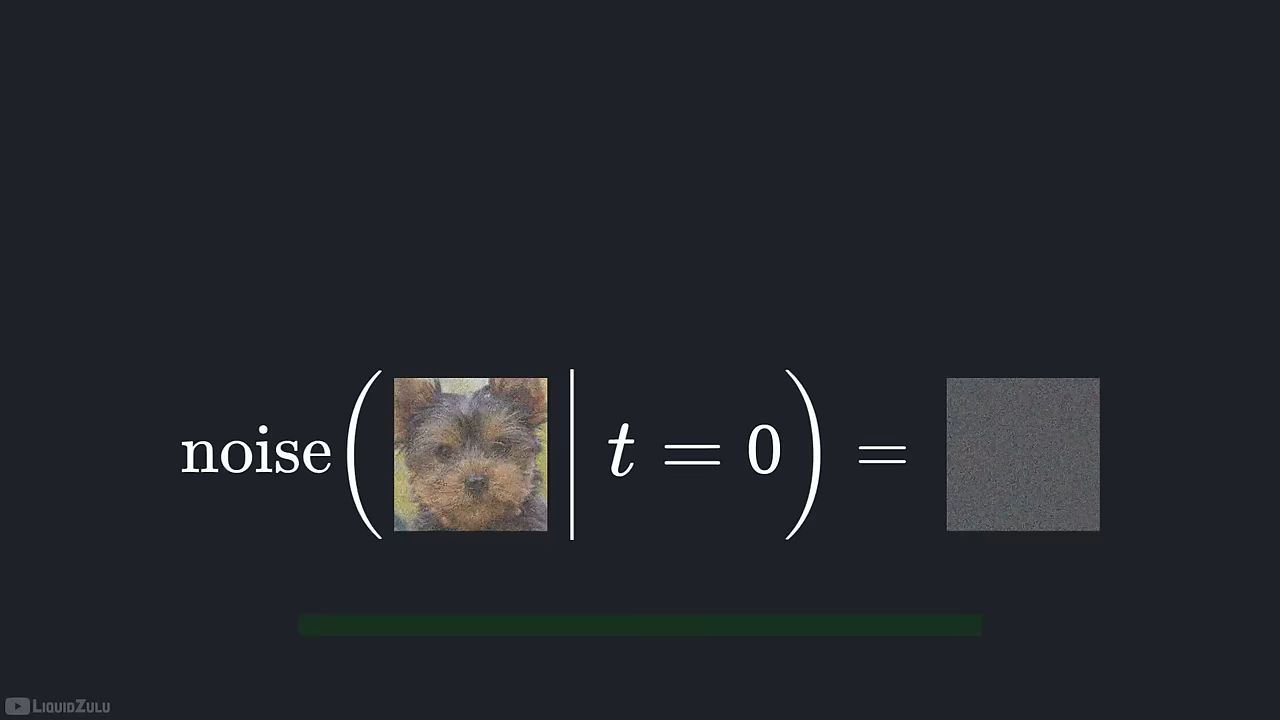 noise( | t = 0) =
LiquidZulu